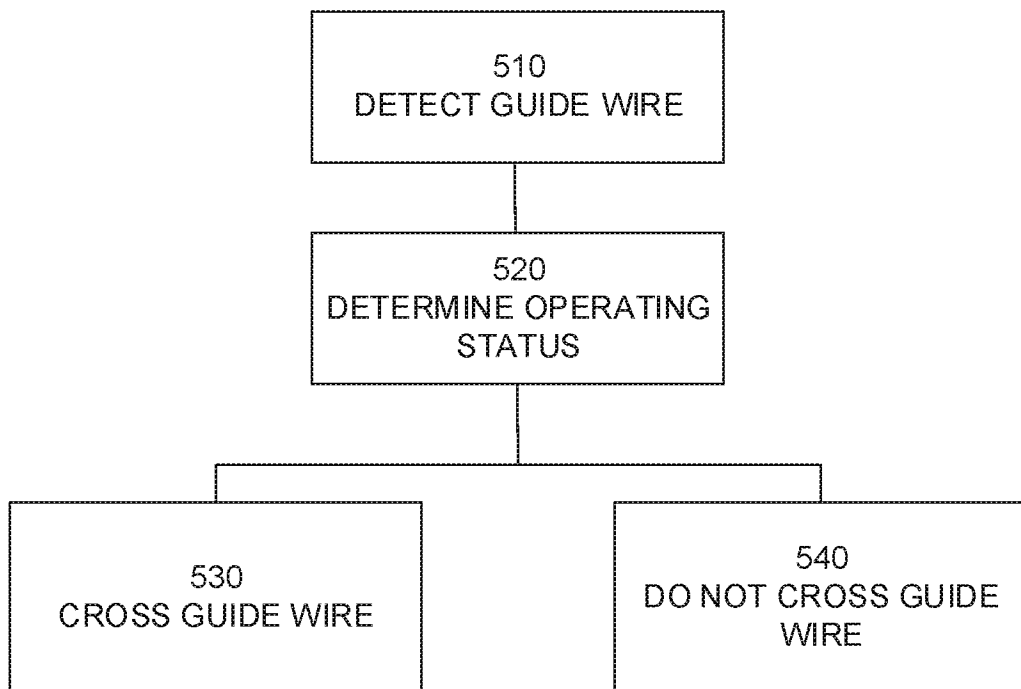 510
DETECT GUIDE WIRE
520
DETERMINE OPERATING
STATUS
530
CROSS GUIDE WIRE
540
DO NOT CROSS GUIDE
WIRE